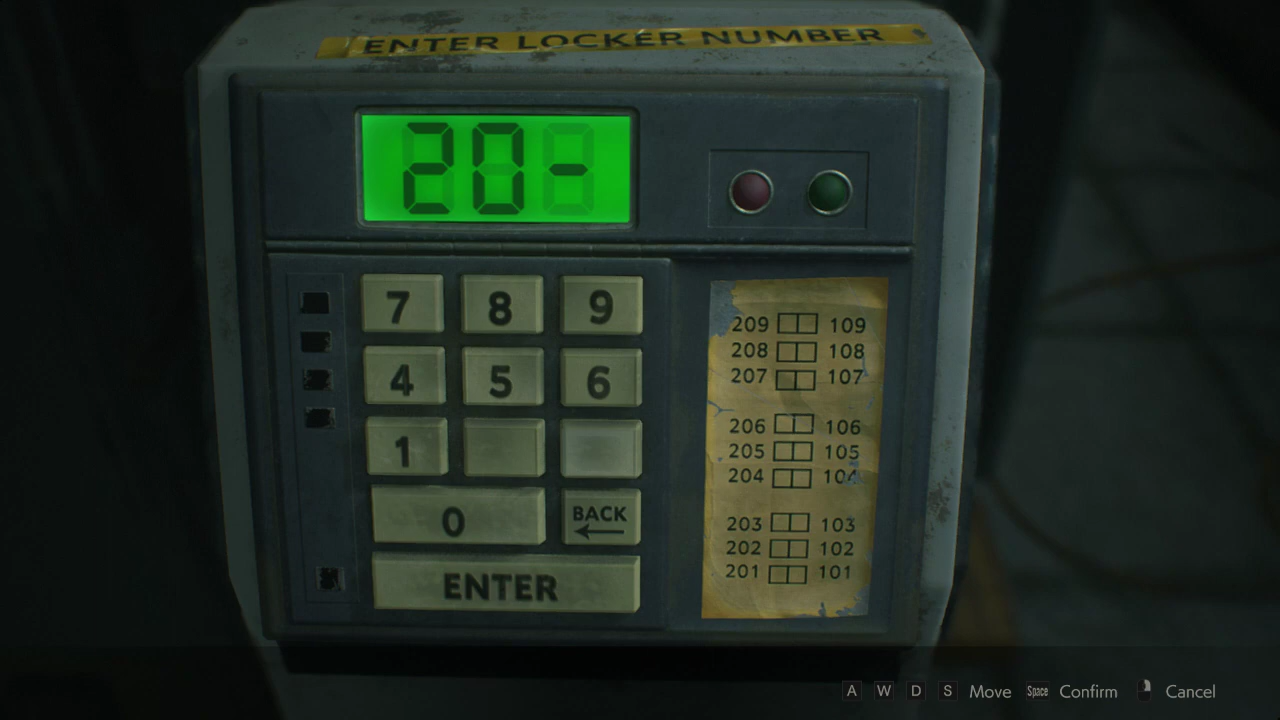 ENTER LOCKER NUMBER
20-
7 8 9
4 5 6
1
0 BACK
ENTER
209 109
208 108
207 107
206 106
205 105
204 104
203 103
202 102
201 101
A W D S Move Space Confirm Cancel